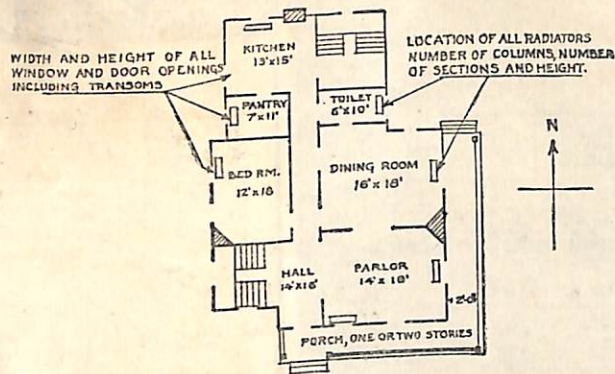 WIDTH AND HEIGHT OF ALL
WINDOW AND DOOR OPENINGS
INCLUDING TRANSOMS
LOCATION OF ALL RADIATORS
NUMBER OF COLUMNS, NUMBER
OF SECTIONS AND HEIGHT.
KITCHEN
13'x15'
PANTRY
7'x11'
TOILET
6'x10'
N
BED RM.
12'x18
DINING ROOM
16'x18'
HALL
14'x18'
PARLOR
14'x18'
2'-6"
PORCH, ONE OR TWO STORIES